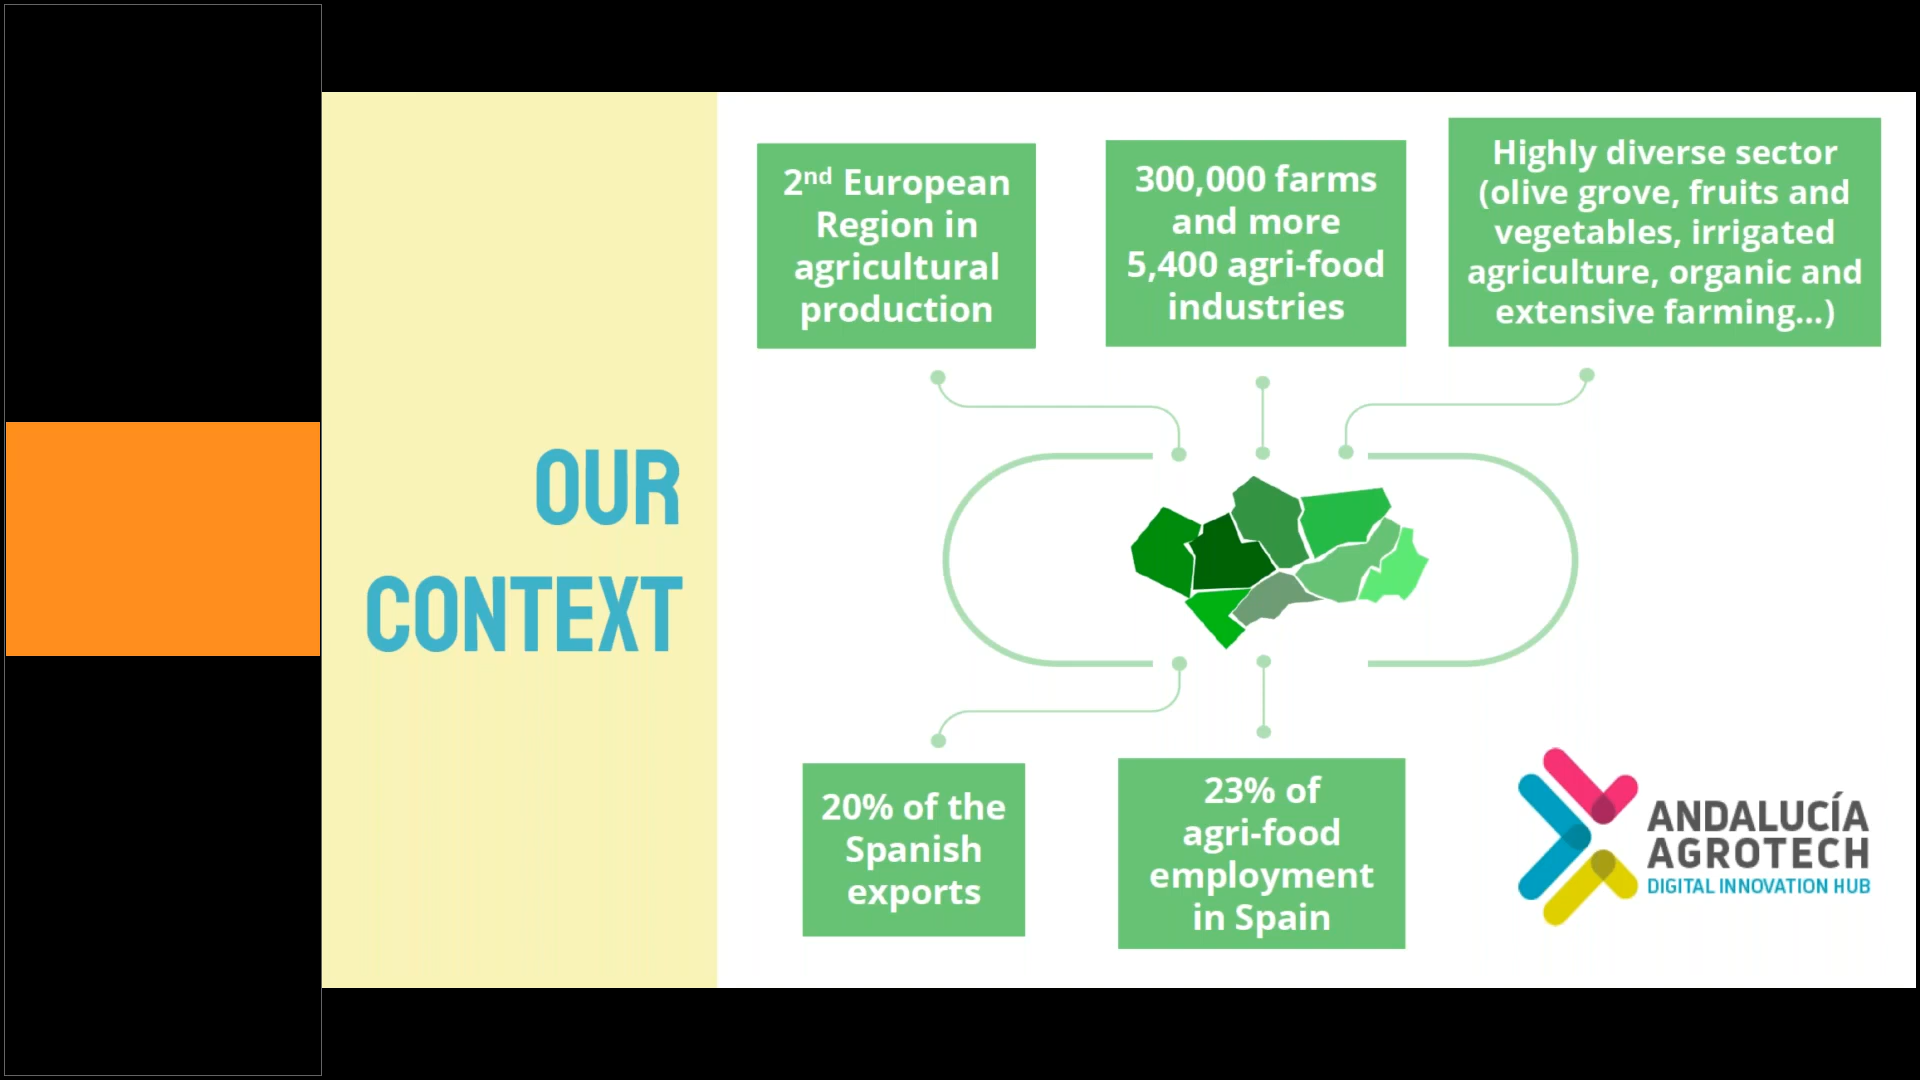 OUR
CONTEXT
2nd European
Region in
agricultural
production
300,000 farms
and more
5,400 agri-food
industries
Highly diverse sector
(olive grove, fruits and
vegetables, irrigated
agriculture, organic and
extensive farming...)
20% of the
Spanish
exports
23% of
agri-food
employment
in Spain
ANDALUCÍA
AGROTECH
DIGITAL INNOVATION HUB